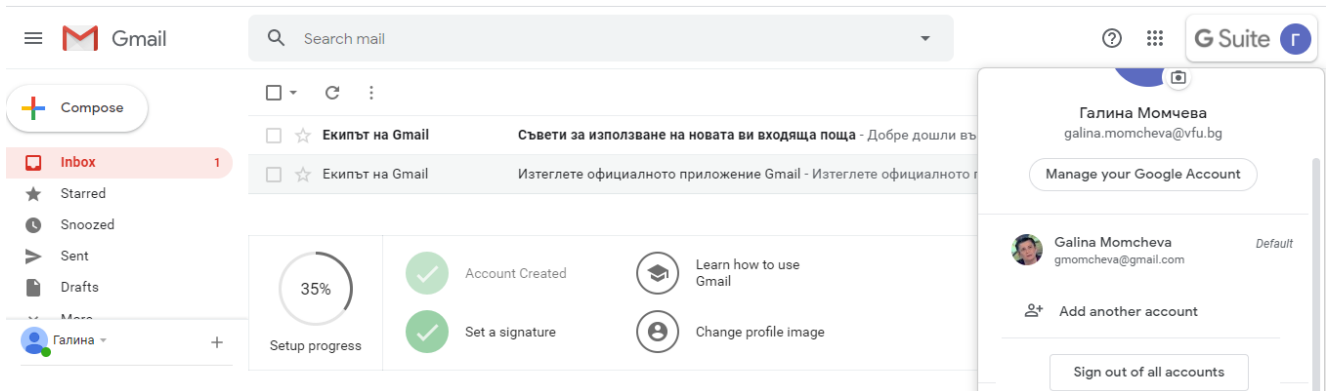 Gmail
Search mail
G Suite
Г
Compose
Inbox 1
Starred
Snoozed
Sent
Drafts
More
Галина
Екипът на Gmail Съвети за използване на новата ви входяща поща - Добре дошли въ
Екипът на Gmail Изтеглете официалното приложение Gmail - Изтеглете официалното
35%
Setup progress
Account Created
Set a signature
Learn how to use
Gmail
Change profile image
Галина Момчева
galina.momcheva@vfu.bg
Manage your Google Account
Galina Momcheva Default
gmomcheva@gmail.com
Add another account
Sign out of all accounts